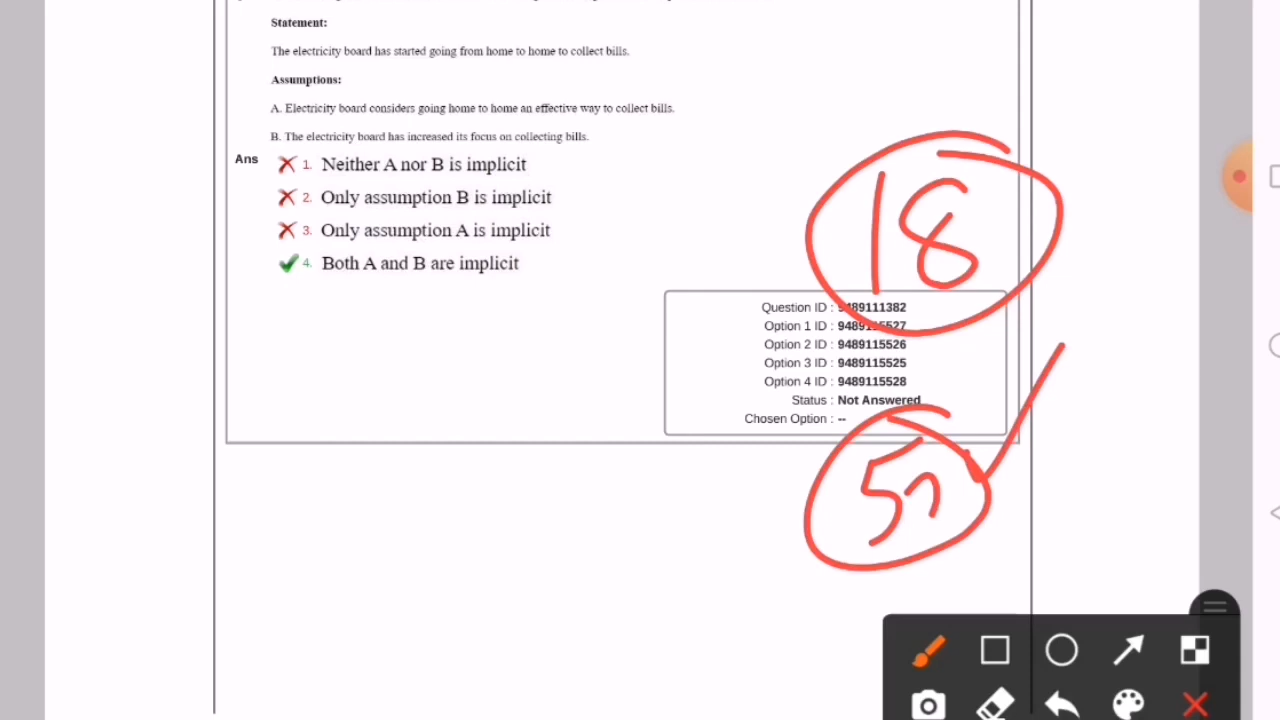 Statement:
The electricity board has started going from home to home to collect bills.
Assumptions:
A. Electricity board considers going home to home an effective way to collect bills.
B. The electricity board has increased its focus on collecting bills.
Ans
1. Neither A nor B is implicit
2. Only assumption B is implicit
3. Only assumption A is implicit
4. Both A and B are implicit
18
Question ID : 9489111382
Option 1 ID : 9489115527
Option 2 ID : 9489115526
Option 3 ID : 9489115525
Option 4 ID : 9489115528
Status : Not Answered
Chosen Option : --